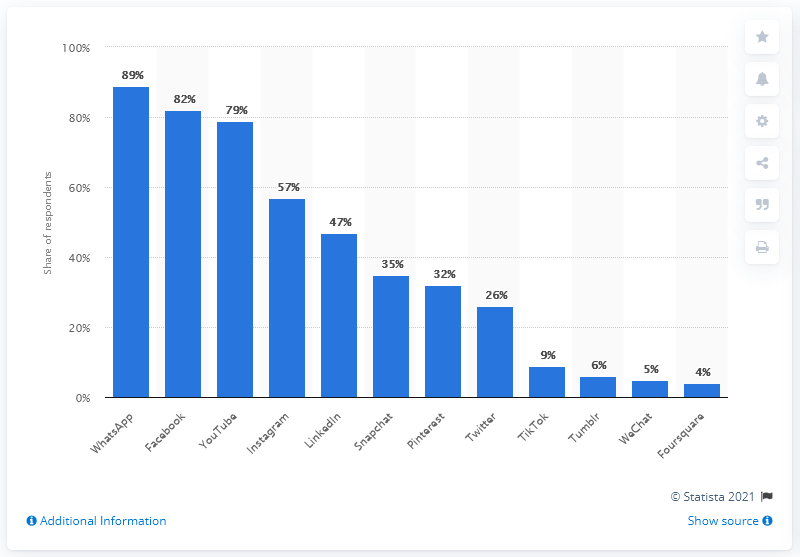 100%
80%
60%
40%
20%
0%
Share of respondents
89%
82%
79%
57%
47%
35%
32%
26%
9%
6%
5%
4%
WhatsApp
Facebook
YouTube
Instagram
LinkedIn
Snapchat
Pinterest
Twitter
TikTok
Tumblr
WeChat
Foursquare
© Statista 2021
Additional Information
Show source